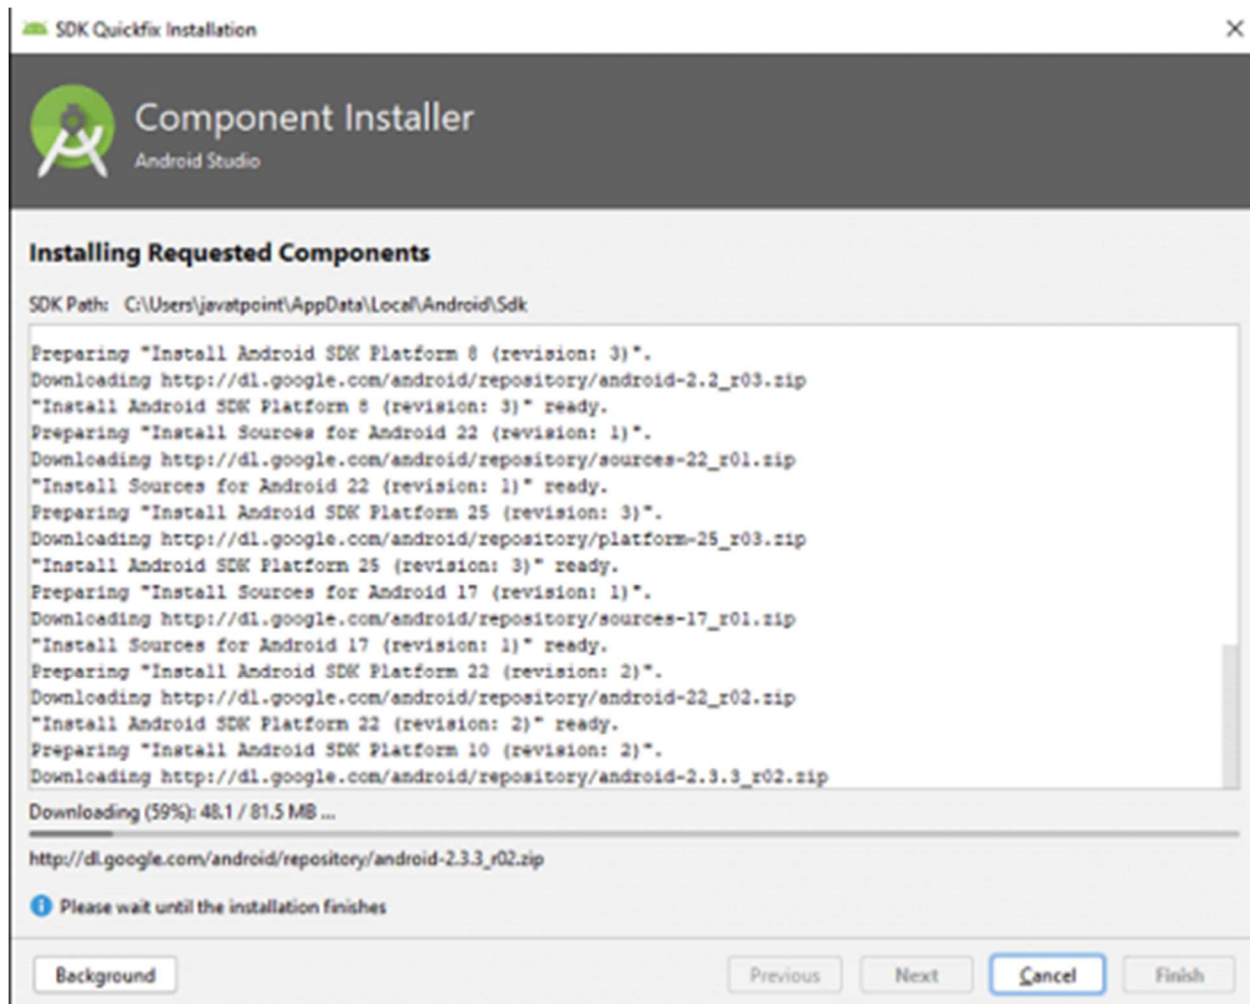 SDK Quickfix Installation
Component Installer
Android Studio
Installing Requested Components
SDK Path: C:\Users\javatpoint\AppData\Local\Android\Sdk
Preparing "Install Android SDK Platform 8 (revision: 3)".
Downloading http://dl.google.com/android/repository/android-2.2_r03.zip
"Install Android SDK Platform 8 (revision: 3)" ready.
Preparing "Install Sources for Android 22 (revision: 1)".
Downloading http://dl.google.com/android/repository/sources-22_r01.zip
"Install Sources for Android 22 (revision: 1)" ready.
Preparing "Install Android SDK Platform 25 (revision: 3)".
Downloading http://dl.google.com/android/repository/platform-25_r03.zip
"Install Android SDK Platform 25 (revision: 3)" ready.
Preparing "Install Sources for Android 17 (revision: 1)".
Downloading http://dl.google.com/android/repository/sources-17_r01.zip
"Install Sources for Android 17 (revision: 1)" ready.
Preparing "Install Android SDK Platform 22 (revision: 2)".
Downloading http://dl.google.com/android/repository/android-22_r02.zip
"Install Android SDK Platform 22 (revision: 2)" ready.
Preparing "Install Android SDK Platform 10 (revision: 2)".
Downloading http://dl.google.com/android/repository/android-2.3.3_r02.zip
Downloading (59%): 48.1 / 81.5 MB ...
http://dl.google.com/android/repository/android-2.3.3_r02.zip
Please wait until the installation finishes
Background Previous Next Cancel Finish